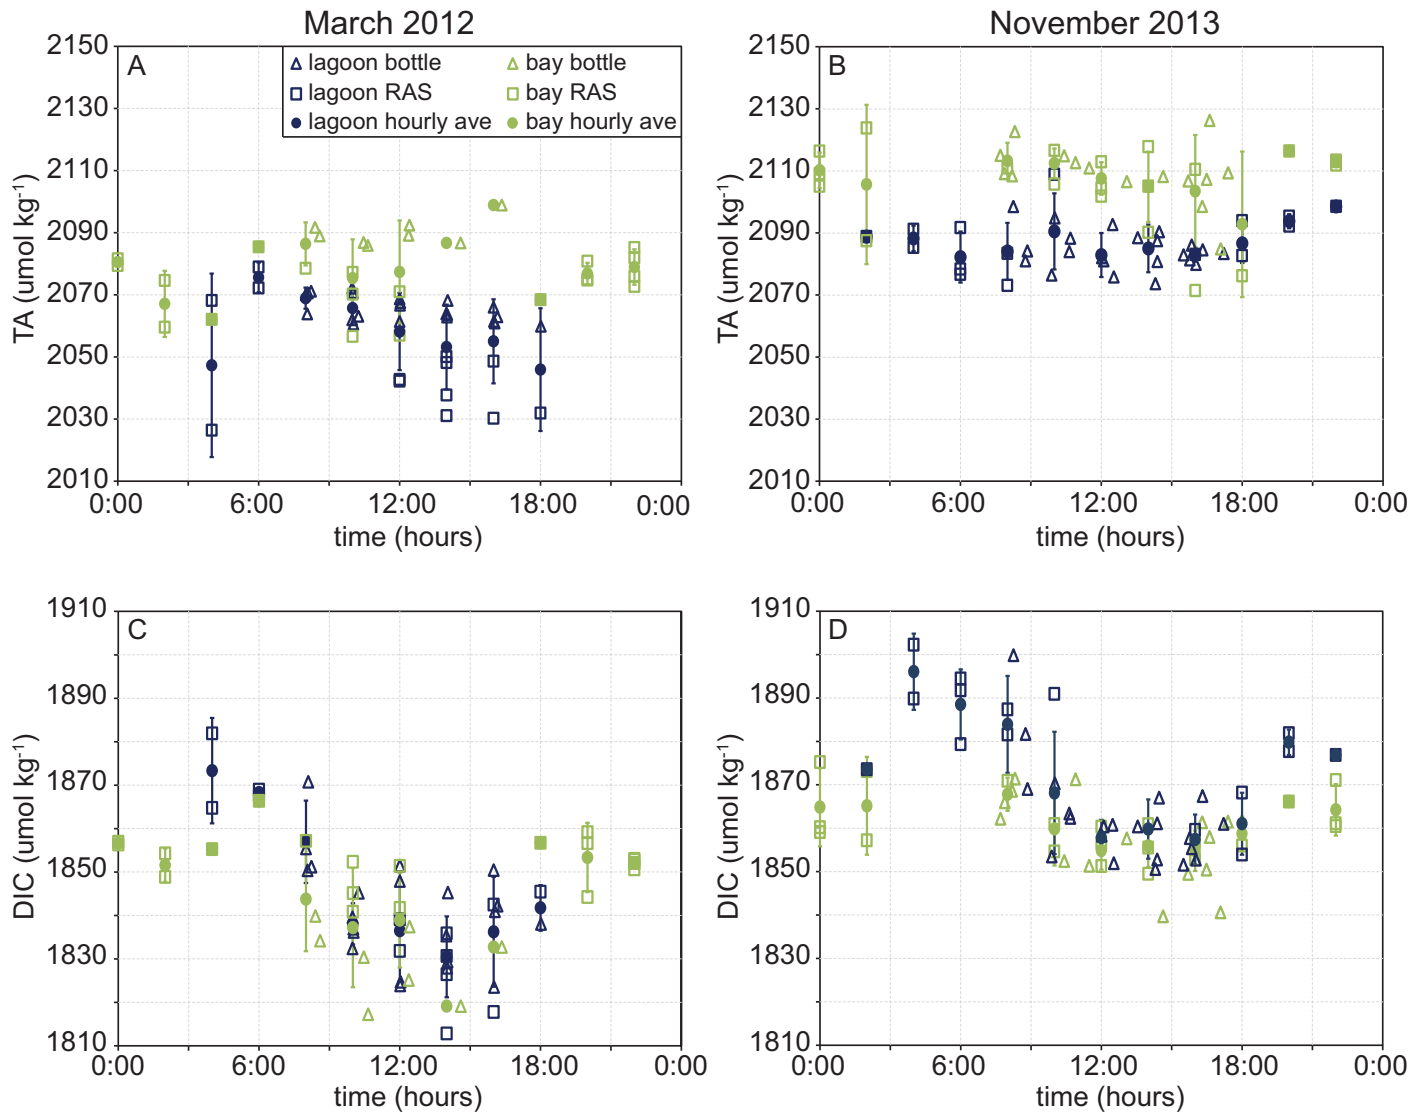 March 2012
November 2013
A
lagoon bottle
bay bottle
lagoon RAS
bay RAS
lagoon hourly ave
bay hourly ave
2150
2130
2110
2090
2070
2050
2030
2010
TA (umol kg⁻¹)
0:00
6:00
12:00
18:00
0:00
time (hours)
B
2150
2130
2110
2090
2070
2050
2030
2010
TA (umol kg⁻¹)
0:00
6:00
12:00
18:00
0:00
time (hours)
C
1910
1890
1870
1850
1830
1810
DIC (umol kg⁻¹)
0:00
6:00
12:00
18:00
0:00
time (hours)
D
1910
1890
1870
1850
1830
1810
DIC (umol kg⁻¹)
0:00
6:00
12:00
18:00
0:00
time (hours)